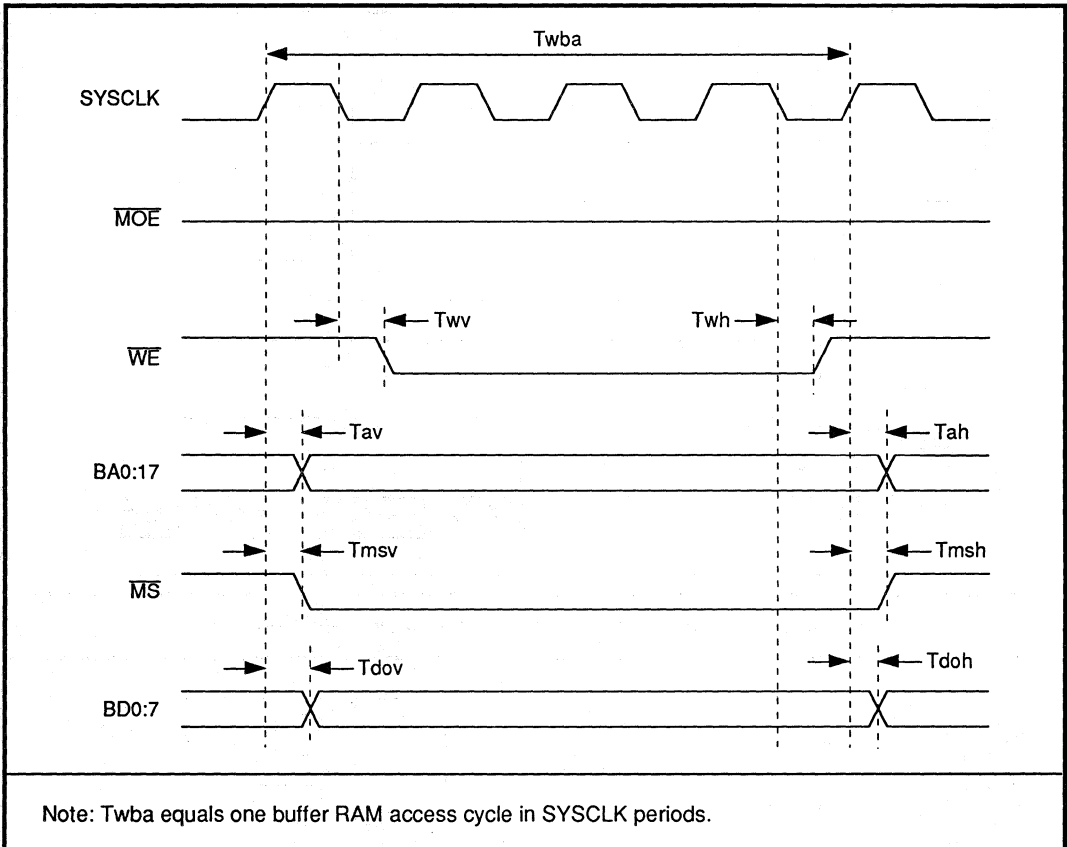 Twba
SYSCLK
MOE
Twv
Twh
WE
Tav
Tah
BA0:17
Tmsv
Tmsh
MS
Tdov
Tdoh
BD0:7
Note: Twba equals one buffer RAM access cycle in SYSCLK periods.